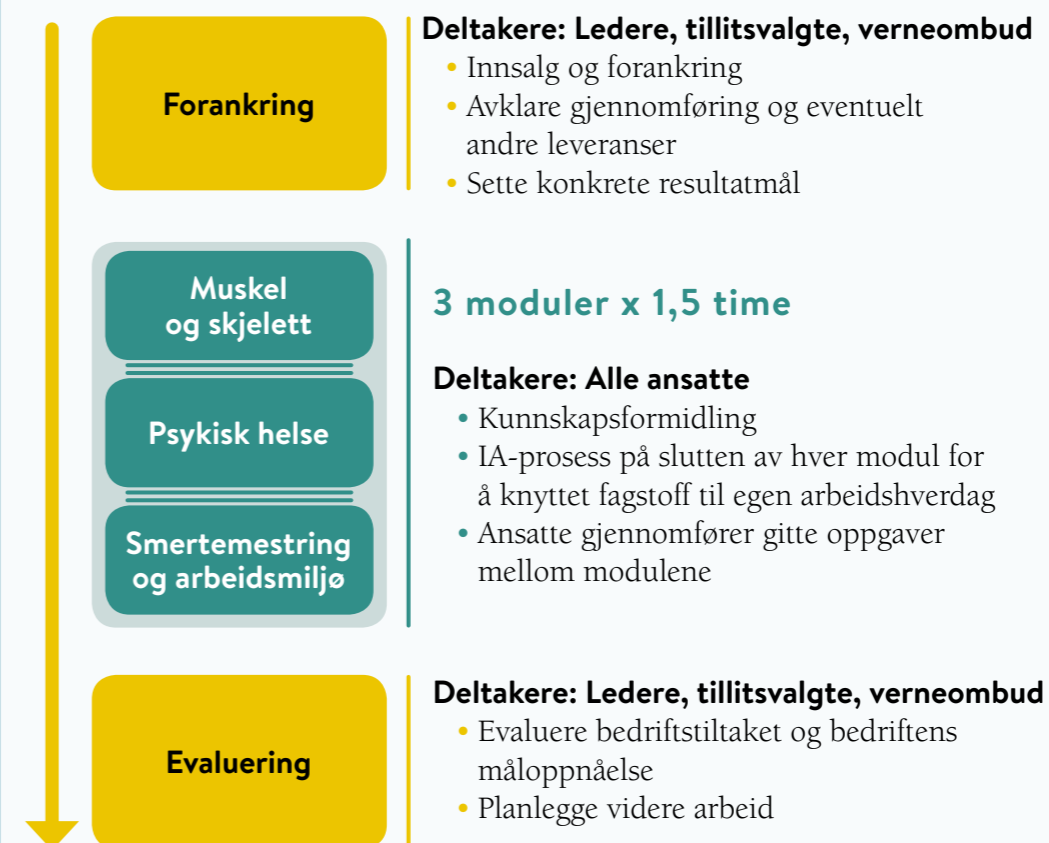 Forankring
Deltakere: Ledere, tillitsvalgte, verneombud
• Innsalg og forankring
• Avklare gjennomføring og eventuelt
andre leveranser
• Sette konkrete resultatmål
Muskel
og skjelett
Psykisk helse
Smertemestring
og arbeidsmiljø
3 moduler x 1,5 time
Deltakere: Alle ansatte
• Kunnskapsformidling
• IA-prosess på slutten av hver modul for
å knyttet fagstoff til egen arbeidshverdag
• Ansatte gjennomfører gitte oppgaver
mellom modulene
Evaluering
Deltakere: Ledere, tillitsvalgte, verneombud
• Evaluere bedriftstiltaket og bedriftens
måloppnåelse
• Planlegge videre arbeid